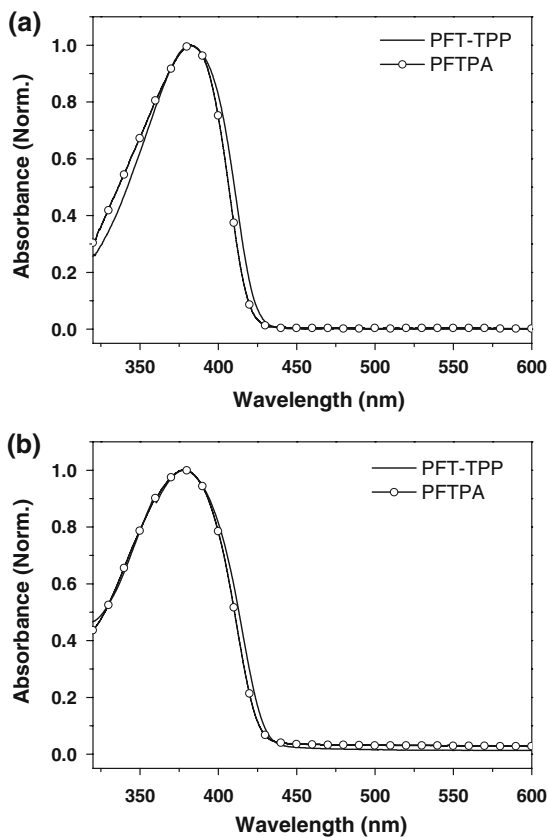 (a)
PFT-TPP
PFTPA
1.0
0.8
0.6
0.4
0.2
0.0
Absorbance (Norm.)
350 400 450 500 550 600
Wavelength (nm)
(b)
PFT-TPP
PFTPA
1.0
0.8
0.6
0.4
0.2
0.0
Absorbance (Norm.)
350 400 450 500 550 600
Wavelength (nm)